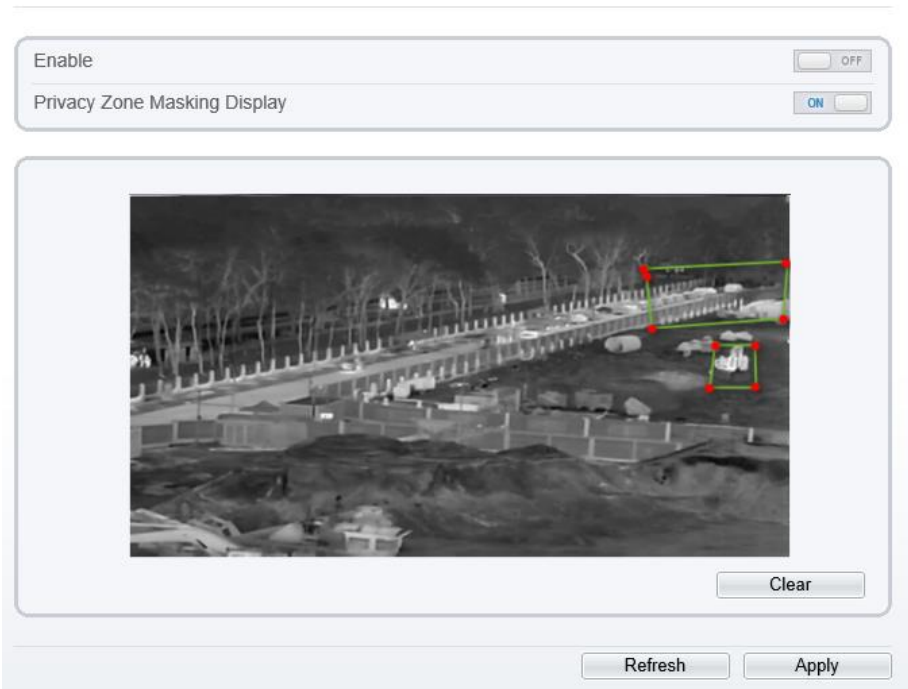 Enable
OFF
Privacy Zone Masking Display
ON
Clear
Refresh Apply